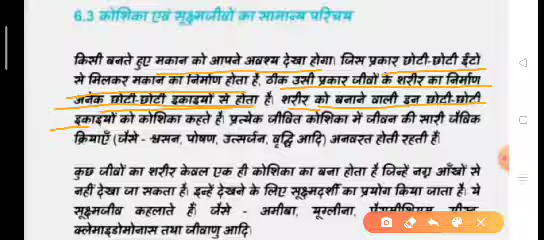 6.3 कोशिका एवं सूक्ष्मजीवों का सामान्य परिचय
किसी बनते हुए मकान को आपने अवश्य देखा होगा। जिस प्रकार छोटी-छोटी ईंटों
से मिलकर मकान का निर्माण होता है, ठीक उसी प्रकार जीवों के शरीर का निर्माण
अनेक छोटी-छोटी इकाइयों से होता है। शरीर को बनाने वाली इन छोटी-छोटी
इकाइयों को कोशिका कहते हैं। प्रत्येक जीवित कोशिका में जीवन की सारी जैविक
क्रियाएँ (जैसे - श्वसन, पोषण, उत्सर्जन, वृद्धि आदि) अनवरत होती रहती हैं।
कुछ जीवों का शरीर केवल एक ही कोशिका का बना होता है जिन्हें नग्न आँखों से
नहीं देखा जा सकता है। इन्हें देखने के लिए सूक्ष्मदर्शी का प्रयोग किया जाता है। ये
सूक्ष्मजीव कहलाते हैं। जैसे - अमीबा, यूग्लीना,
क्लेमाइडोमोनास तथा जीवाणु आदि।